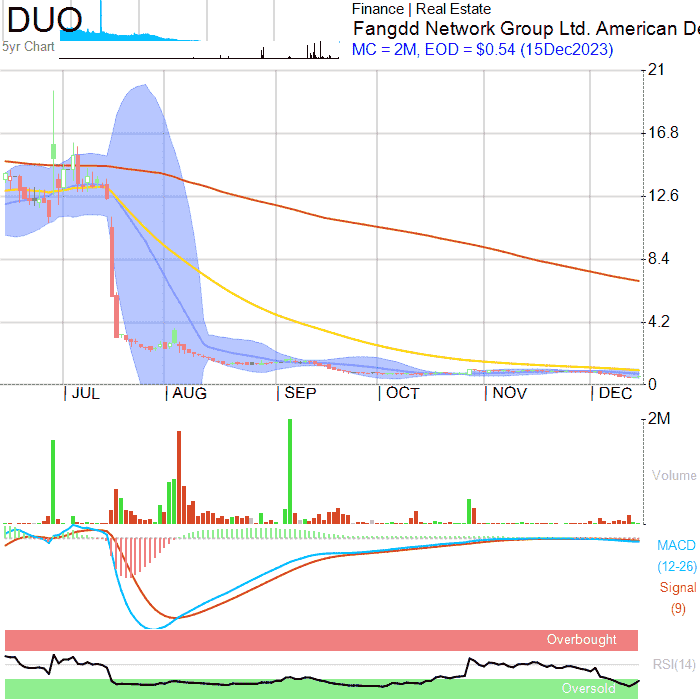 DUO
5yr Chart
Finance | Real Estate
Fangdd Network Group Ltd. American De
MC = 2M, EOD = $0.54 (15Dec2023)
21
16.8
12.6
8.4
4.2
0
JUL AUG SEP OCT NOV DEC
2M
Volume
MACD
(12-26)
Signal
(9)
Overbought
RSI(14)
Oversold